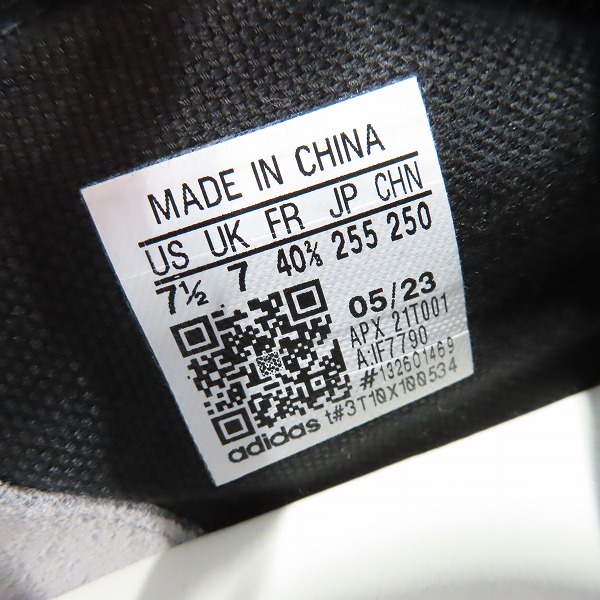 MADE IN CHINA
US UK FR JP CHN
7½ 7 40⅔ 255 250
05/23
APX 21T001
A:IF7790
#132601469
t#3T10X100534
adidas